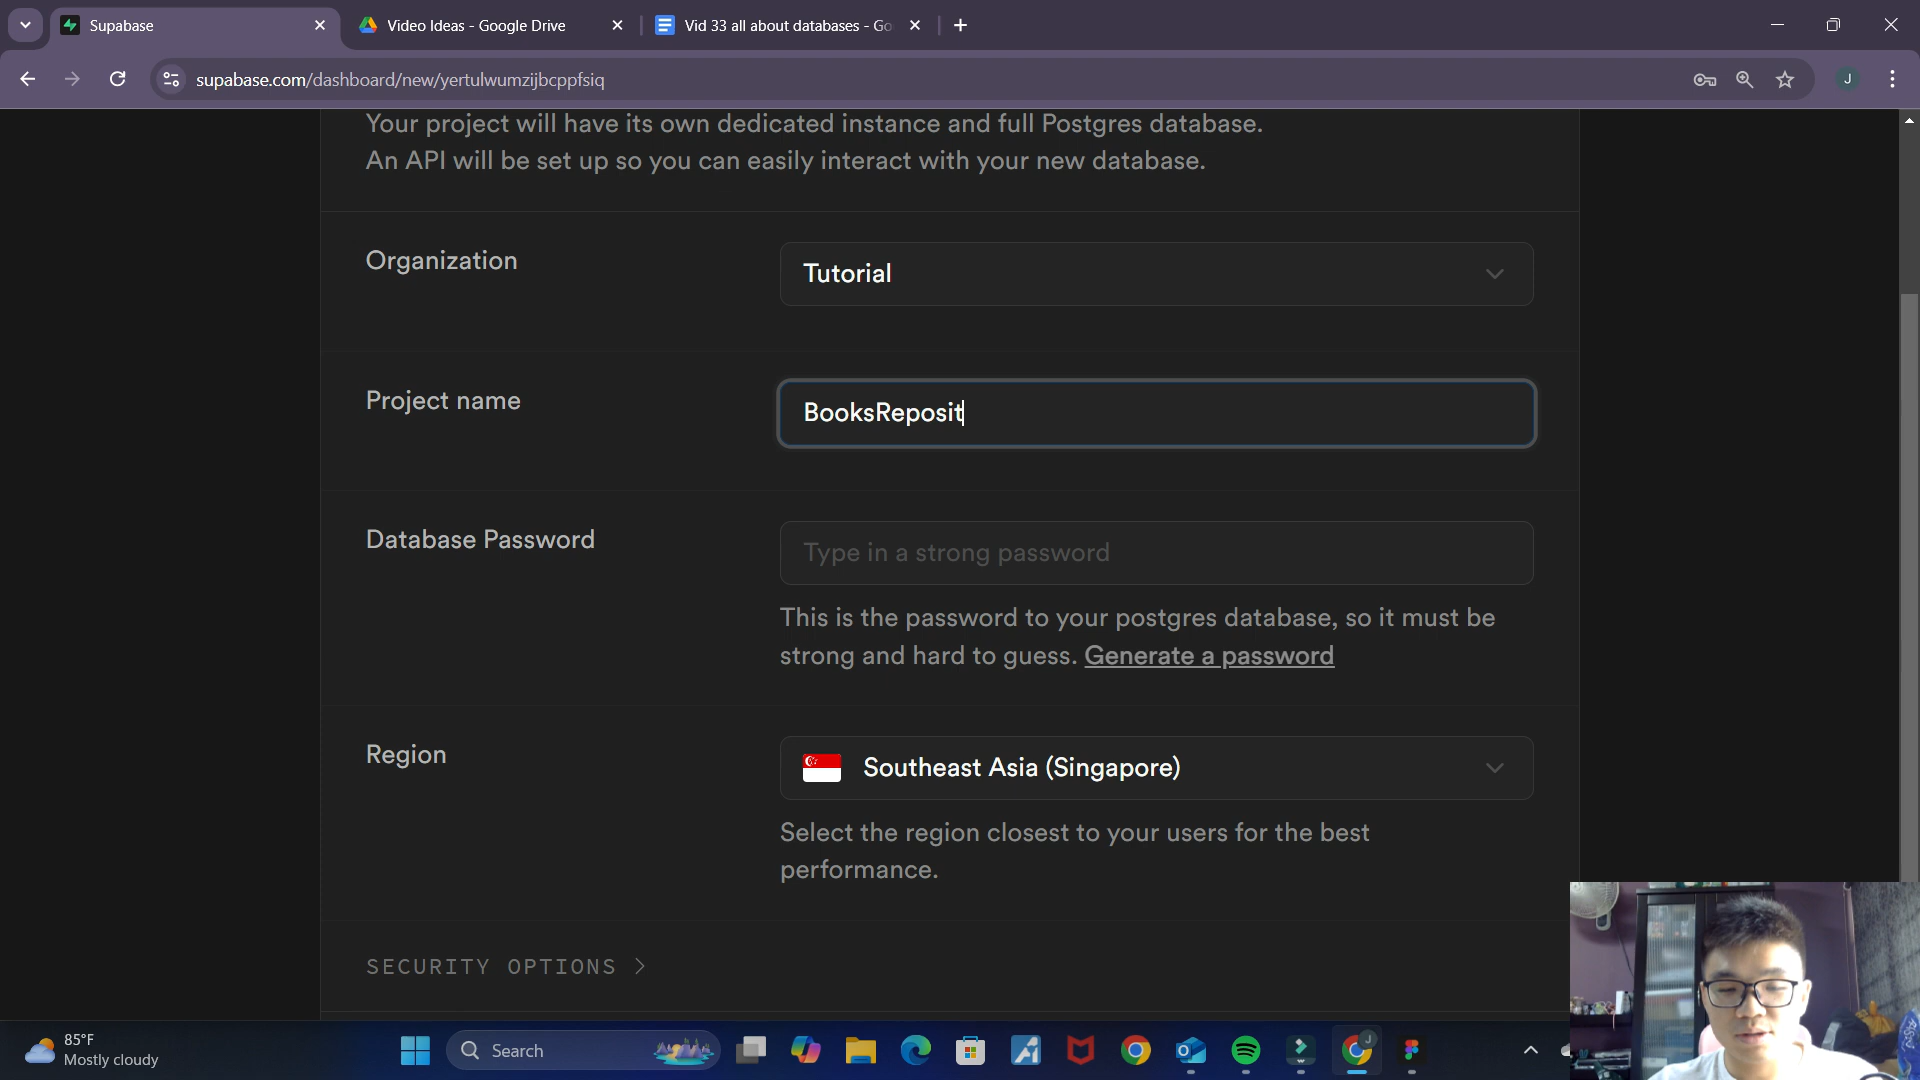 Supabase
Video Ideas - Google Drive
Vid 33 all about databases - Go
supabase.com/dashboard/new/yertulwumzijbcppfsiq
J
Your project will have its own dedicated instance and full Postgres database.
An API will be set up so you can easily interact with your new database.
Organization
Tutorial
Project name
BooksReposit
Database Password
Type in a strong password
This is the password to your postgres database, so it must be
strong and hard to guess. Generate a password
Region
Southeast Asia (Singapore)
Select the region closest to your users for the best
performance.
SECURITY OPTIONS >
85°F
Mostly cloudy
Search